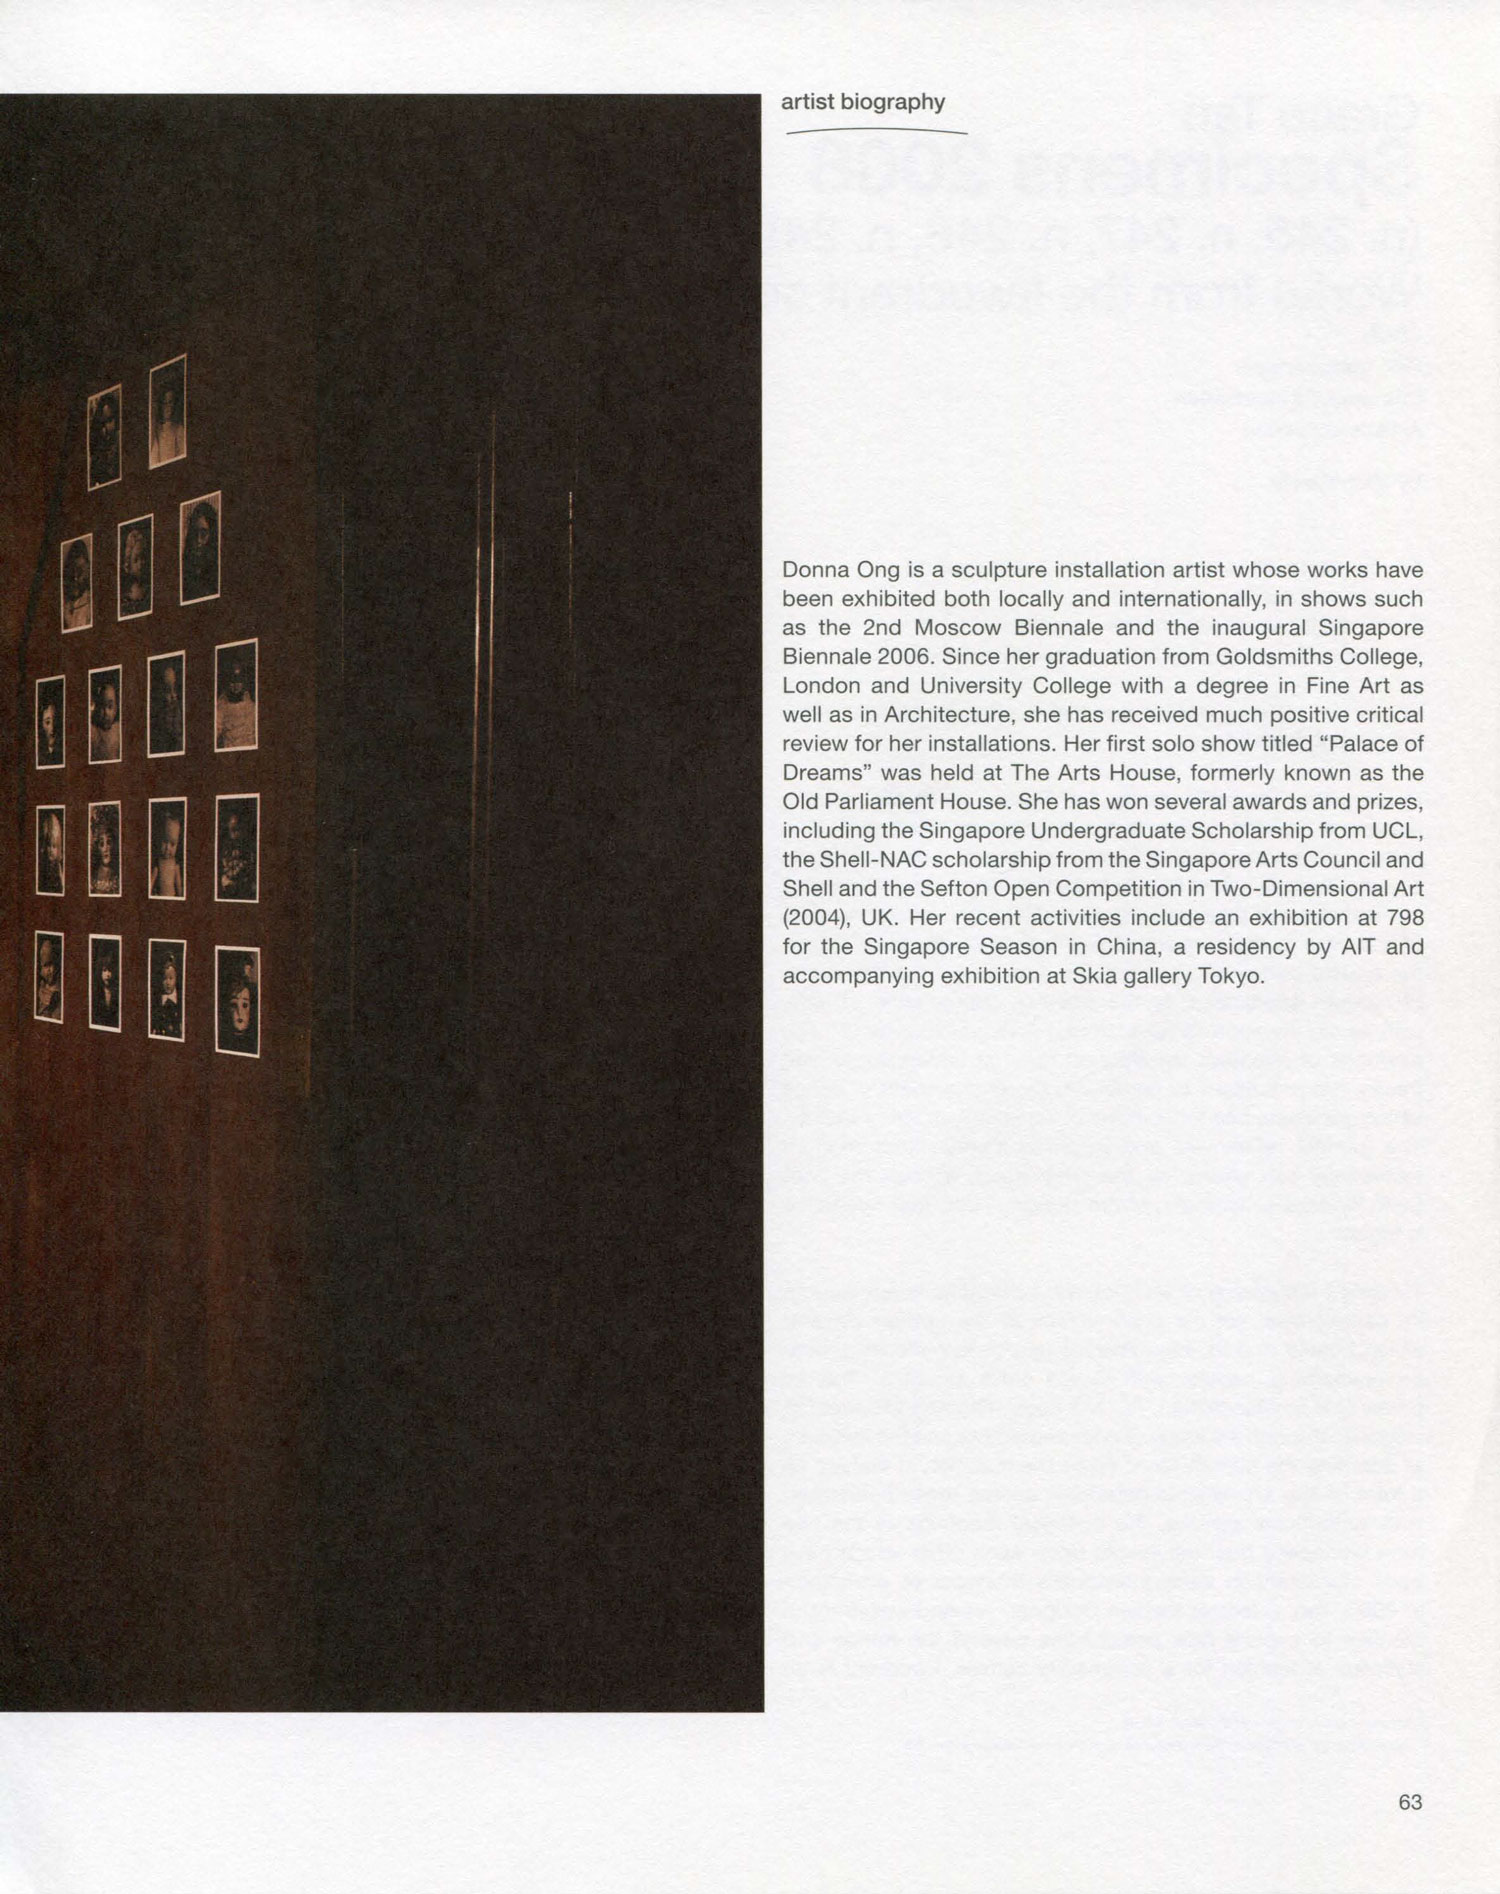 artist biography
Donna Ong is a sculpture installation artist whose works have
been exhibited both locally and internationally, in shows such
as the 2nd Moscow Biennale and the inaugural Singapore
Biennale 2006. Since her graduation from Goldsmiths College,
London and University College with a degree in Fine Art as
well as in Architecture, she has received much positive critical
review for her installations. Her first solo show titled “Palace of
Dreams” was held at The Arts House, formerly known as the
Old Parliament House. She has won several awards and prizes,
including the Singapore Undergraduate Scholarship from UCL,
the Shell-NAC scholarship from the Singapore Arts Council and
Shell and the Sefton Open Competition in Two-Dimensional Art
(2004), UK. Her recent activities include an exhibition at 798
for the Singapore Season in China, a residency by AIT and
accompanying exhibition at Skia gallery Tokyo.
63